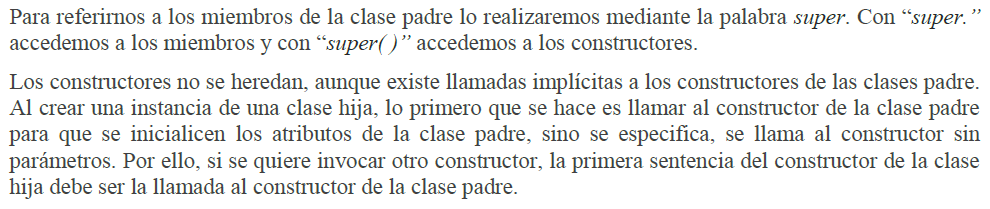 Para referirnos a los miembros de la clase padre lo realizaremos mediante la palabra super. Con “super.”
accedemos a los miembros y con “super( )” accedemos a los constructores.
Los constructores no se heredan, aunque existe llamadas implícitas a los constructores de las clases padre.
Al crear una instancia de una clase hija, lo primero que se hace es llamar al constructor de la clase padre
para que se inicialicen los atributos de la clase padre, sino se especifica, se llama al constructor sin
parámetros. Por ello, si se quiere invocar otro constructor, la primera sentencia del constructor de la clase
hija debe ser la llamada al constructor de la clase padre.